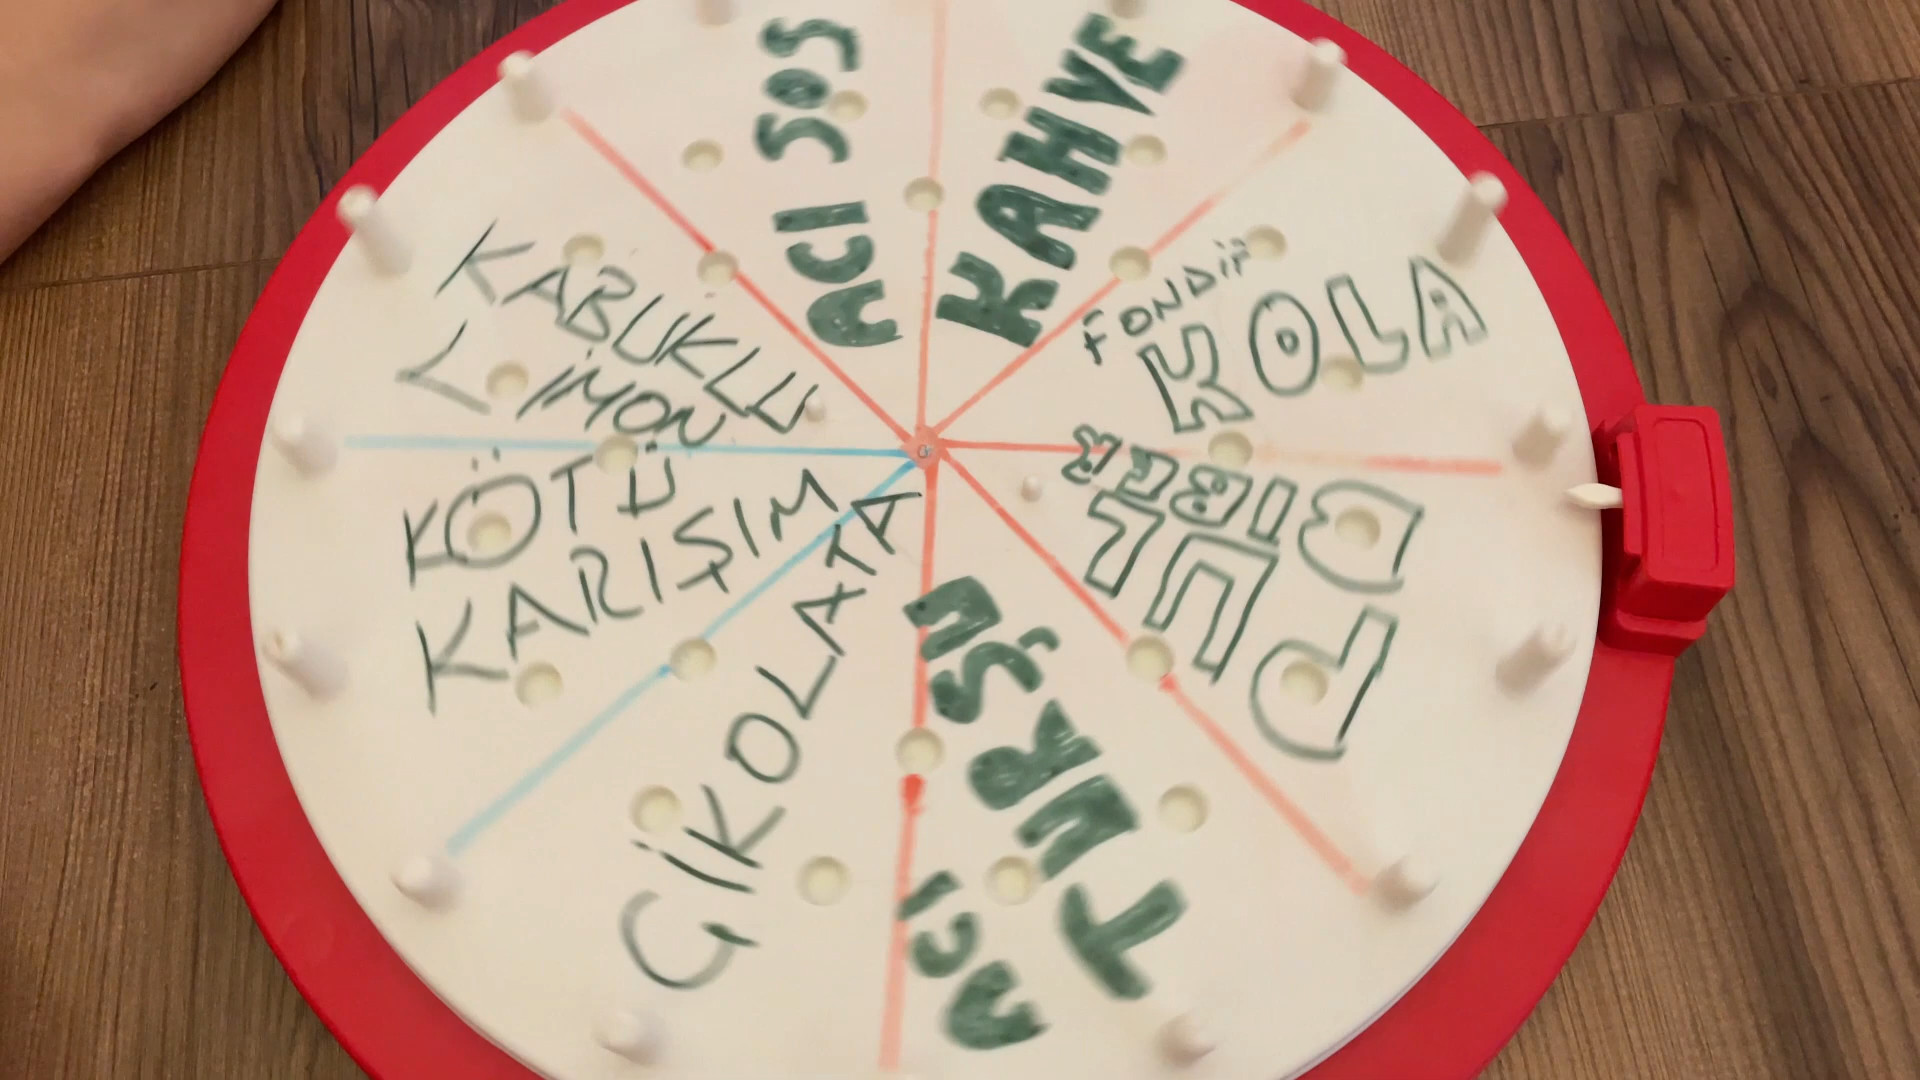 ACI SOS
KAHVE
FONDİP
KOLA
PUL
BİBER
ACI
TURŞU
ÇİKOLATA
KÖTÜ
KARIŞIM
KABUKLU
LİMON